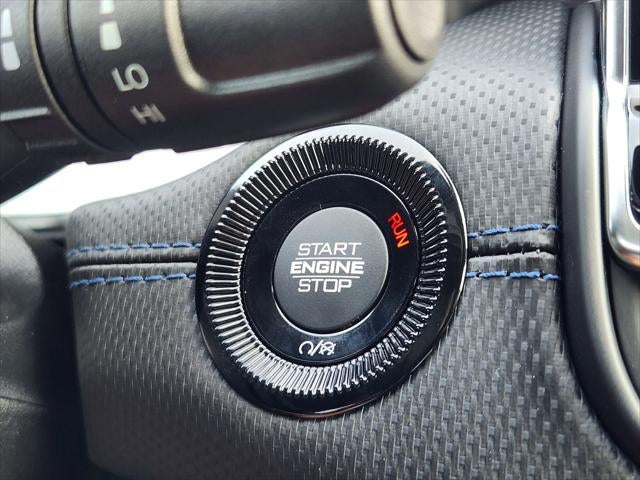 LO
HI
RUN
START
ENGINE
STOP